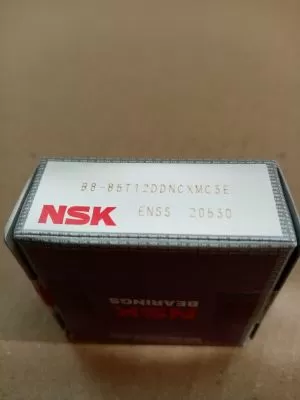 B8-85T12DDNCXMC3E
NSK
ENSS 20630
NSK
BEARINGS